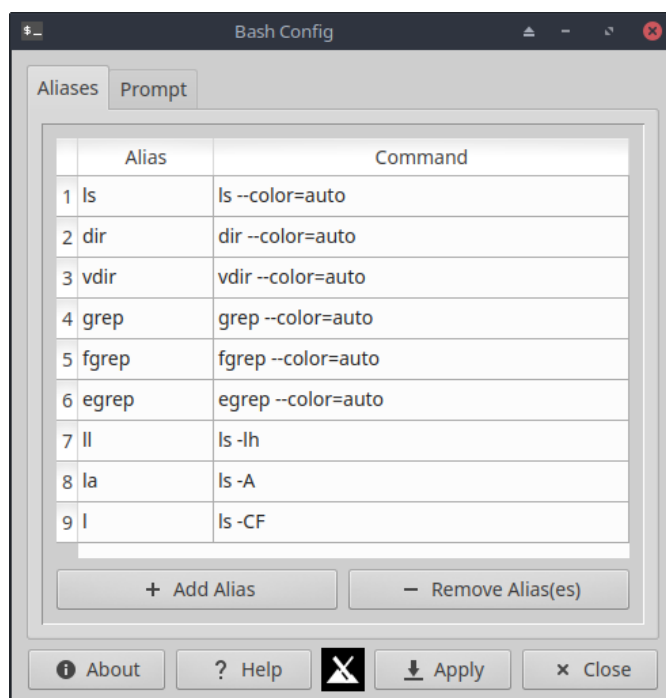 $_ Bash Config
Aliases Prompt
Alias Command
1 ls ls --color=auto
2 dir dir --color=auto
3 vdir vdir --color=auto
4 grep grep --color=auto
5 fgrep fgrep --color=auto
6 egrep egrep --color=auto
7 ll ls -lh
8 la ls -A
9 l ls -CF
+ Add Alias − Remove Alias(es)
About ? Help Apply × Close